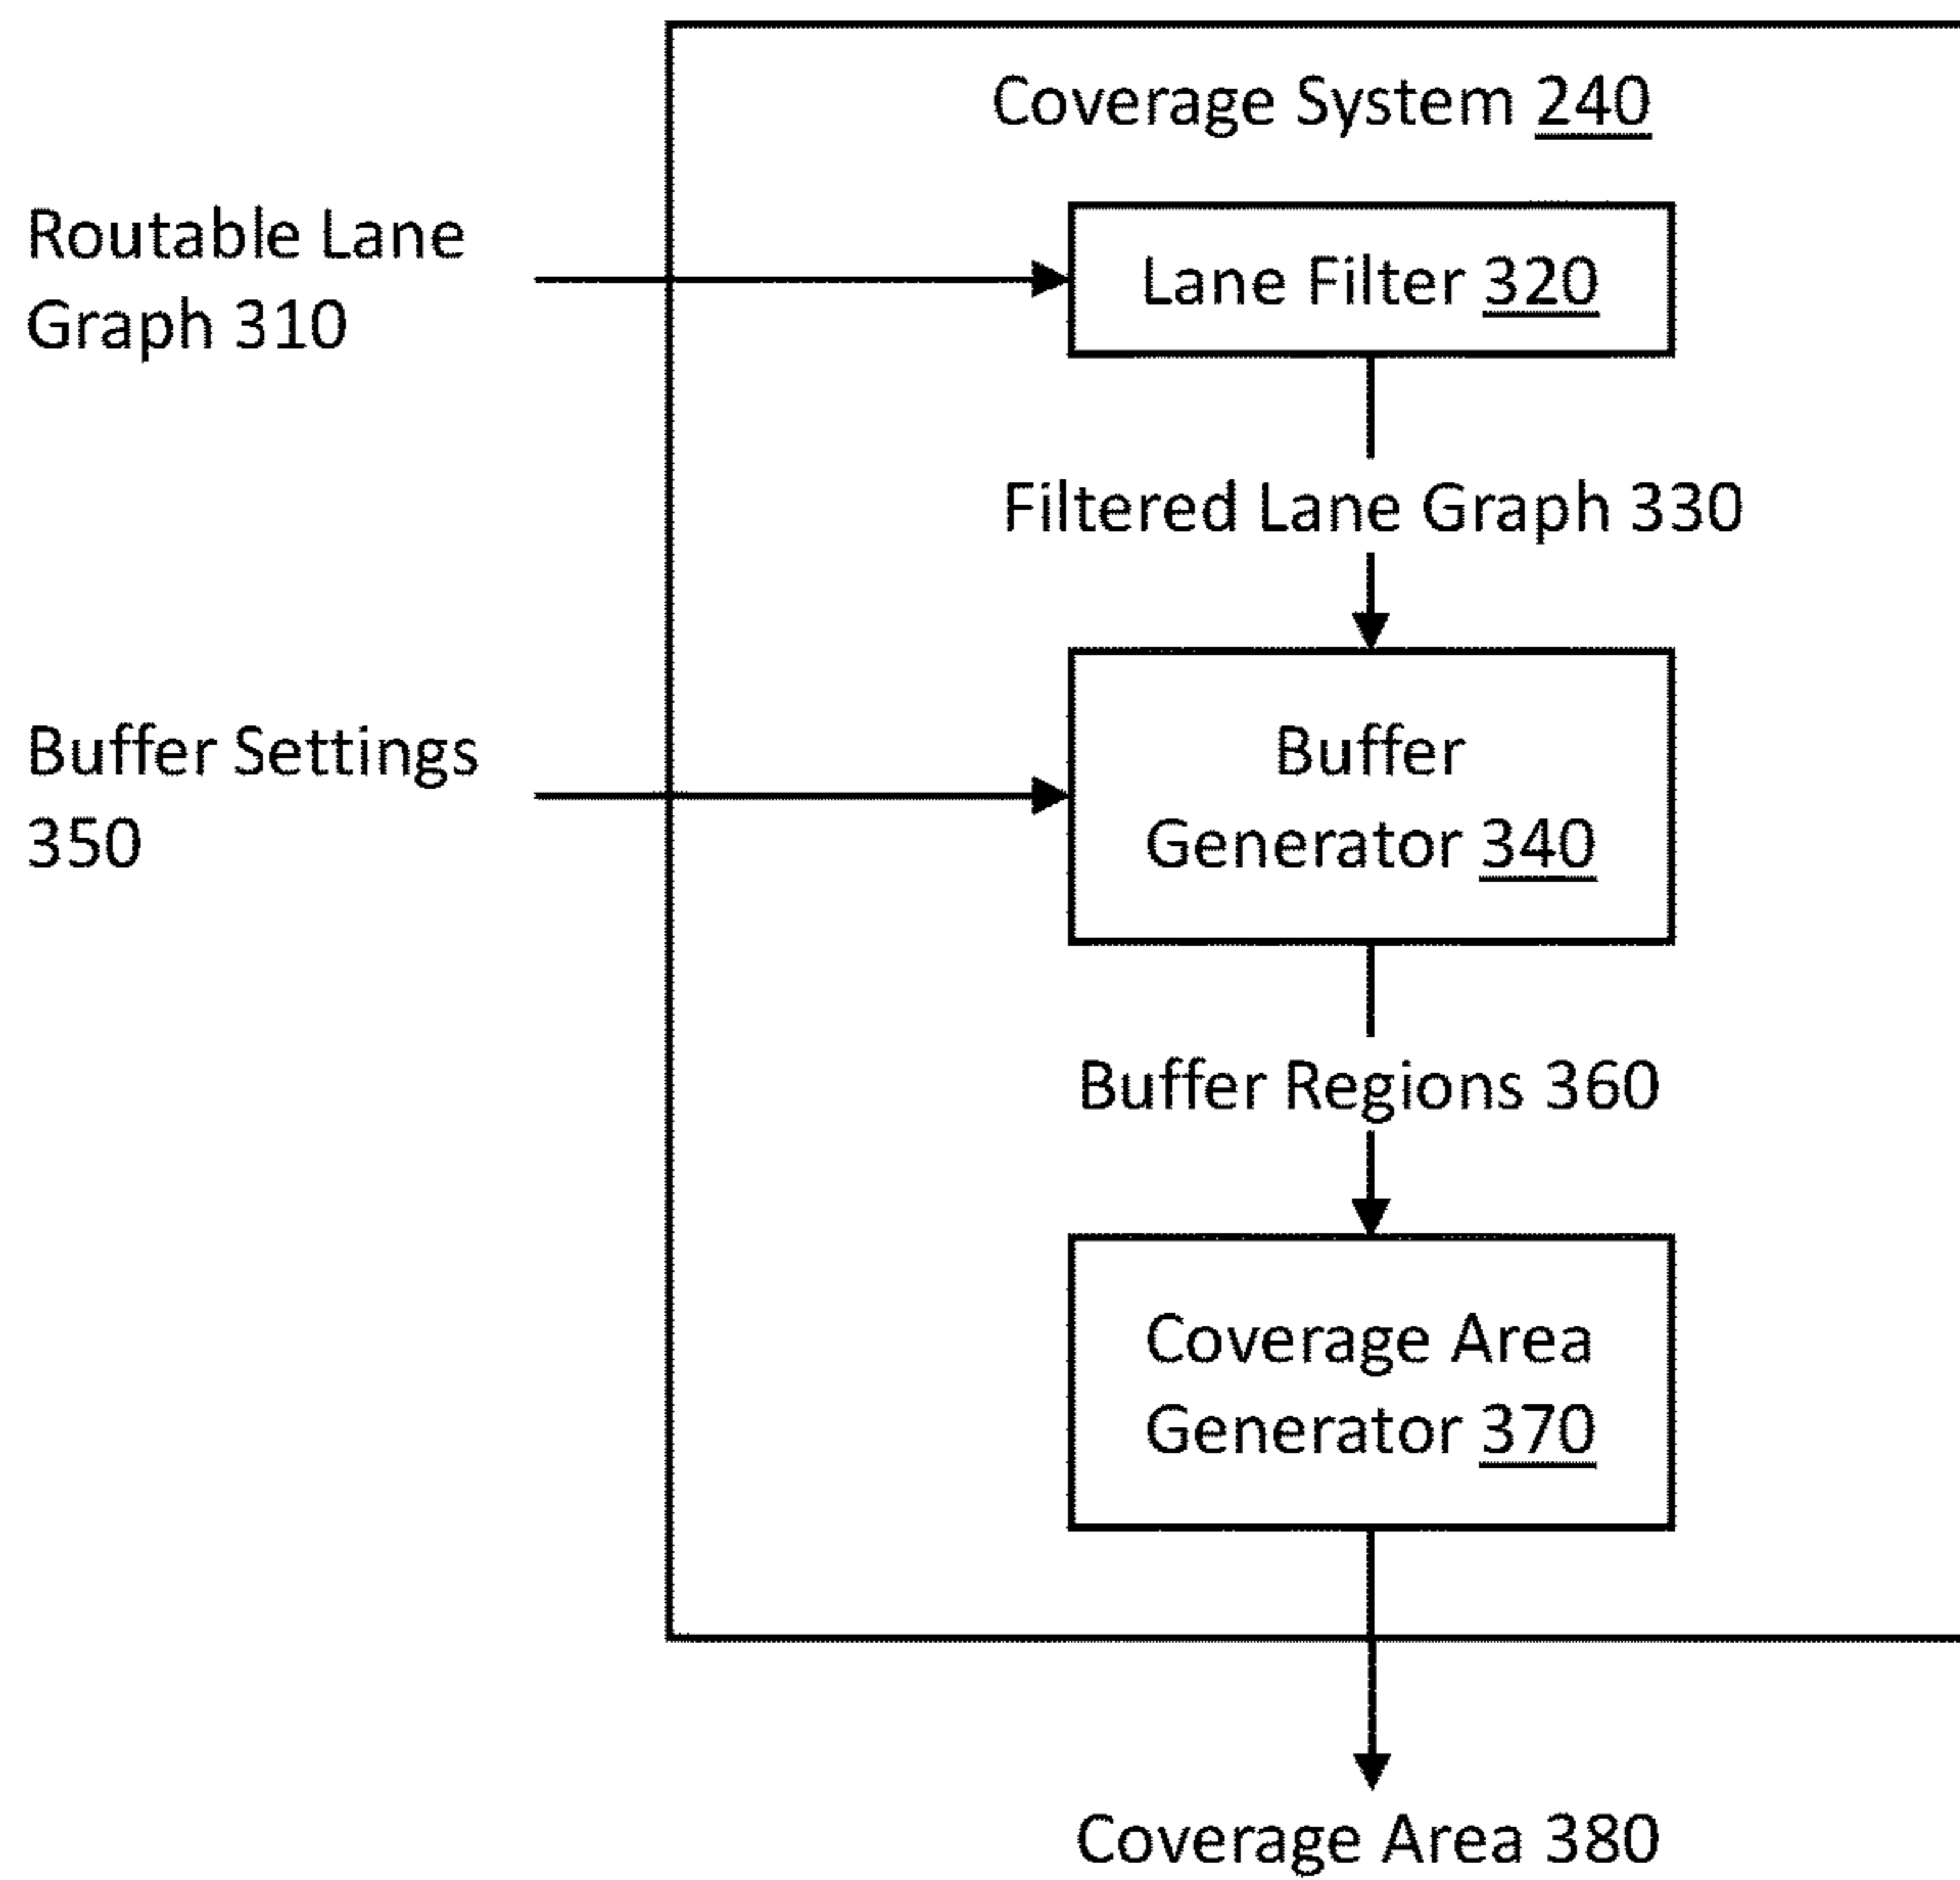 Coverage System 240
Routable Lane
Graph 310
Lane Filter 320
Filtered Lane Graph 330
Buffer Settings
350
Buffer
Generator 340
Buffer Regions 360
Coverage Area
Generator 370
Coverage Area 380